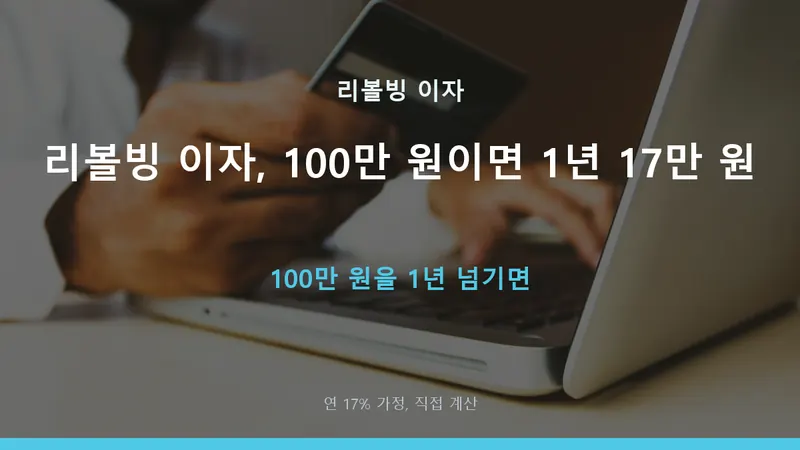 리볼빙 이자
리볼빙 이자, 100만 원이면 1년 17만 원
100만 원을 1년 넘기면
연 17% 가정, 직접 계산